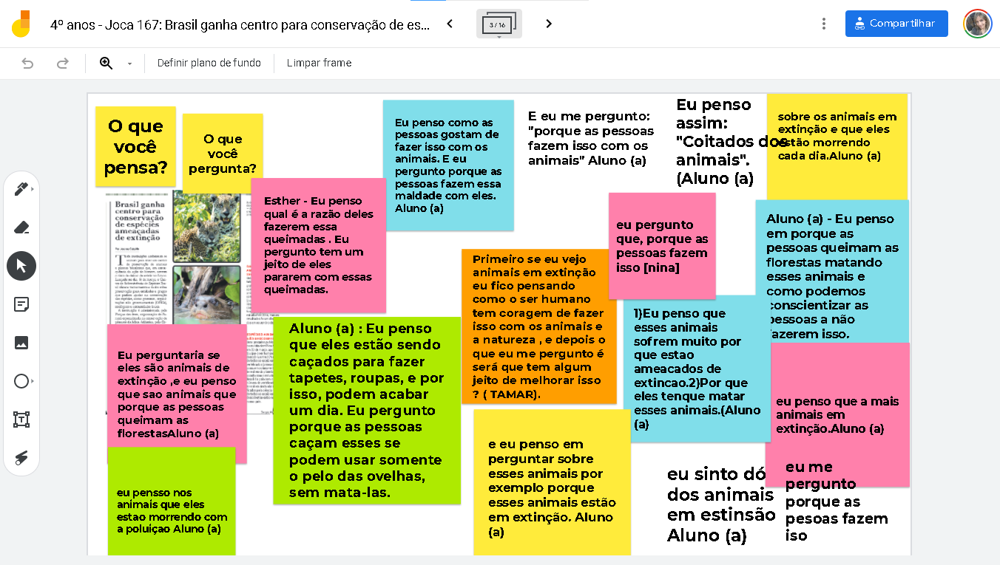 4º anos - Joca 167: Brasil ganha centro para conservação de es...
3 / 16
Compartilhar
Definir plano de fundo
Limpar frame
O que
você
pensa?
O que
você
pergunta?
Brasil ganha
centro para
conservação
de espécies
ameaçadas
de extinção
Esther - Eu penso
qual é a razão deles
fazerem essa
queimadas . Eu
pergunto tem um
jeito de eles
pararem com essas
queimadas.
Eu penso como as
pessoas gostam de
fazer isso com os
animais. E eu
pergunto porque as
pessoas fazem essa
maldade com eles.
Aluno (a)
E eu me pergunto:
"porque as pessoas
fazem isso com os
animais" Aluno (a)
Eu penso
assim:
"Coitados dos
animais".
(Aluno (a)
sobre os animais em
extinção e que eles
estão morrendo
cada dia.Aluno (a)
eu pergunto
que, porque as
pessoas fazem
isso [nina]
Aluno (a) - Eu penso
em porque as
pessoas queimam as
florestas matando
esses animais e
como podemos
conscientizar as
pessoas a não
fazerem isso.
Primeiro se eu vejo
animais em extinção
eu fico pensando
como o ser humano
tem coragem de fazer
isso com os animais e
a natureza , e depois o
que eu me pergunto é
será que tem algum
jeito de melhorar isso
? ( TAMAR).
1)Eu penso que
esses animais
sofrem muito por
que estao
ameacados de
extincao.2)Por que
eles tenque matar
esses animais.(Aluno
(a)
Eu perguntaria se
eles são animais de
extinção ,e eu penso
que sao animais que
porque as pessoas
queimam as
florestasAluno (a)
Aluno (a) : Eu penso
que eles estão sendo
caçados para fazer
tapetes, roupas, e por
isso, podem acabar
um dia. Eu pergunto
porque as pessoas
caçam esses se
podem usar somente
o pelo das ovelhas,
sem mata-las.
eu penso que a mais
animais em
extinção.Aluno (a)
eu pensso nos
animais que eles
estao morrendo com
a poluiçao Aluno (a)
e eu penso em
perguntar sobre
esses animais por
exemplo porque
esses animais estão
em extinção. Aluno
(a)
eu sinto dó
dos animais
em estinsão
Aluno (a)
eu me
pergunto
porque as
pesoas fazem
iso